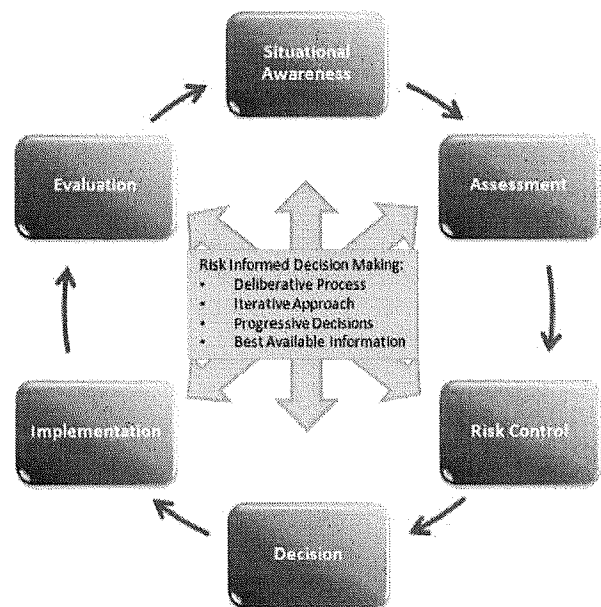 Situational
Awareness
Assessment
Risk Control
Decision
Implementation
Evaluation
Risk Informed Decision Making:
• Deliberative Process
• Iterative Approach
• Progressive Decisions
• Best Available Information